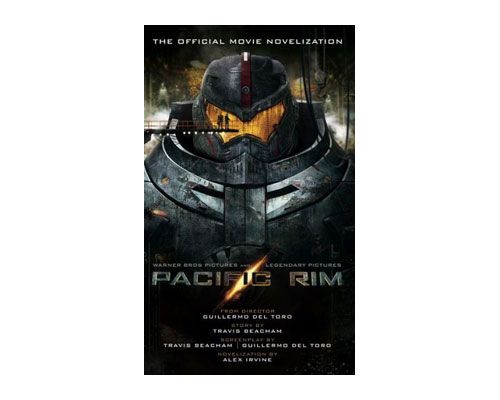 THE OFFICIAL MOVIE NOVELIZATION
WARNER BROS PICTURES AND LEGENDARY PICTURES
PACIFIC RIM
FROM DIRECTOR
GUILLERMO DEL TORO
STORY BY
TRAVIS BEACHAM
SCREENPLAY BY
TRAVIS BEACHAM | GUILLERMO DEL TORO
NOVELIZATION BY
ALEX IRVINE